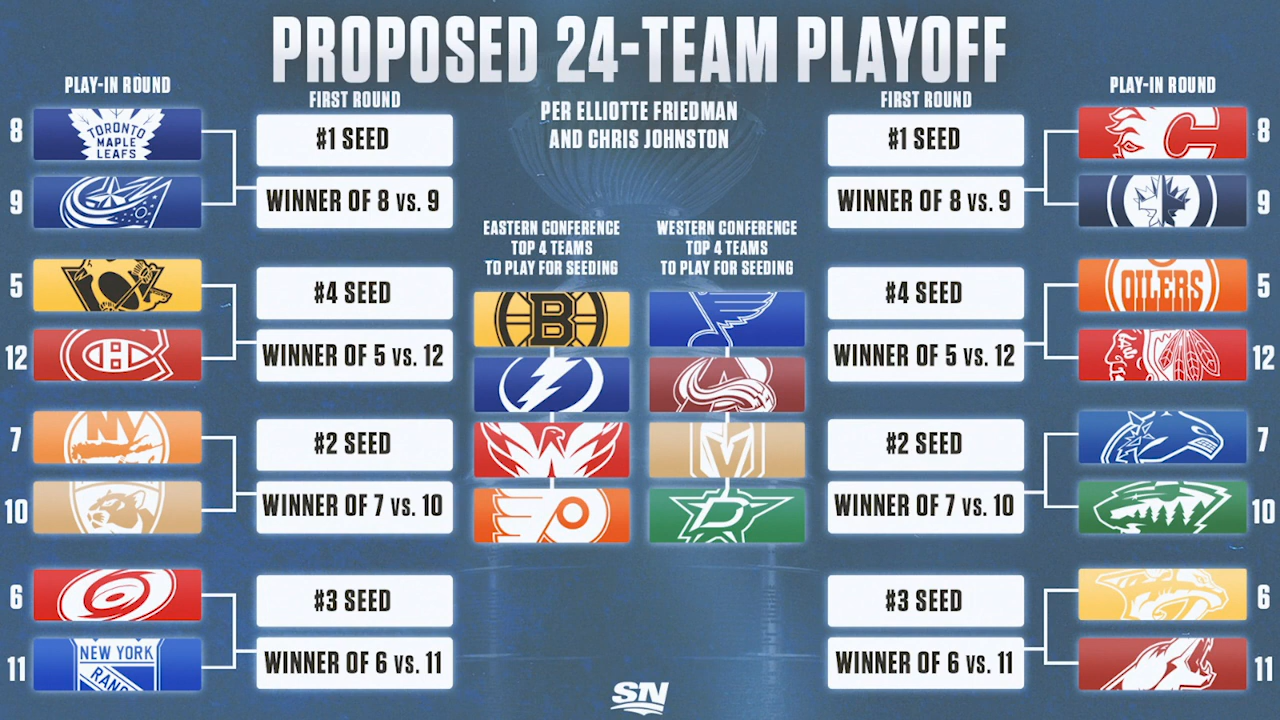 PROPOSED 24-TEAM PLAYOFF
PER ELLIOTTE FRIEDMAN
AND CHRIS JOHNSTON
PLAY-IN ROUND
FIRST ROUND
8
TORONTO
MAPLE
LEAFS
9
#1 SEED
WINNER OF 8 vs. 9
5
12
#4 SEED
WINNER OF 5 vs. 12
7
NY
10
#2 SEED
WINNER OF 7 vs. 10
6
11
NEW YORK
RANG
#3 SEED
WINNER OF 6 vs. 11
EASTERN CONFERENCE
TOP 4 TEAMS
TO PLAY FOR SEEDING
B
WESTERN CONFERENCE
TOP 4 TEAMS
TO PLAY FOR SEEDING
D
FIRST ROUND
PLAY-IN ROUND
#1 SEED
WINNER OF 8 vs. 9
C
8
9
#4 SEED
WINNER OF 5 vs. 12
OILERS
5
12
#2 SEED
WINNER OF 7 vs. 10
7
10
#3 SEED
WINNER OF 6 vs. 11
6
11
SN